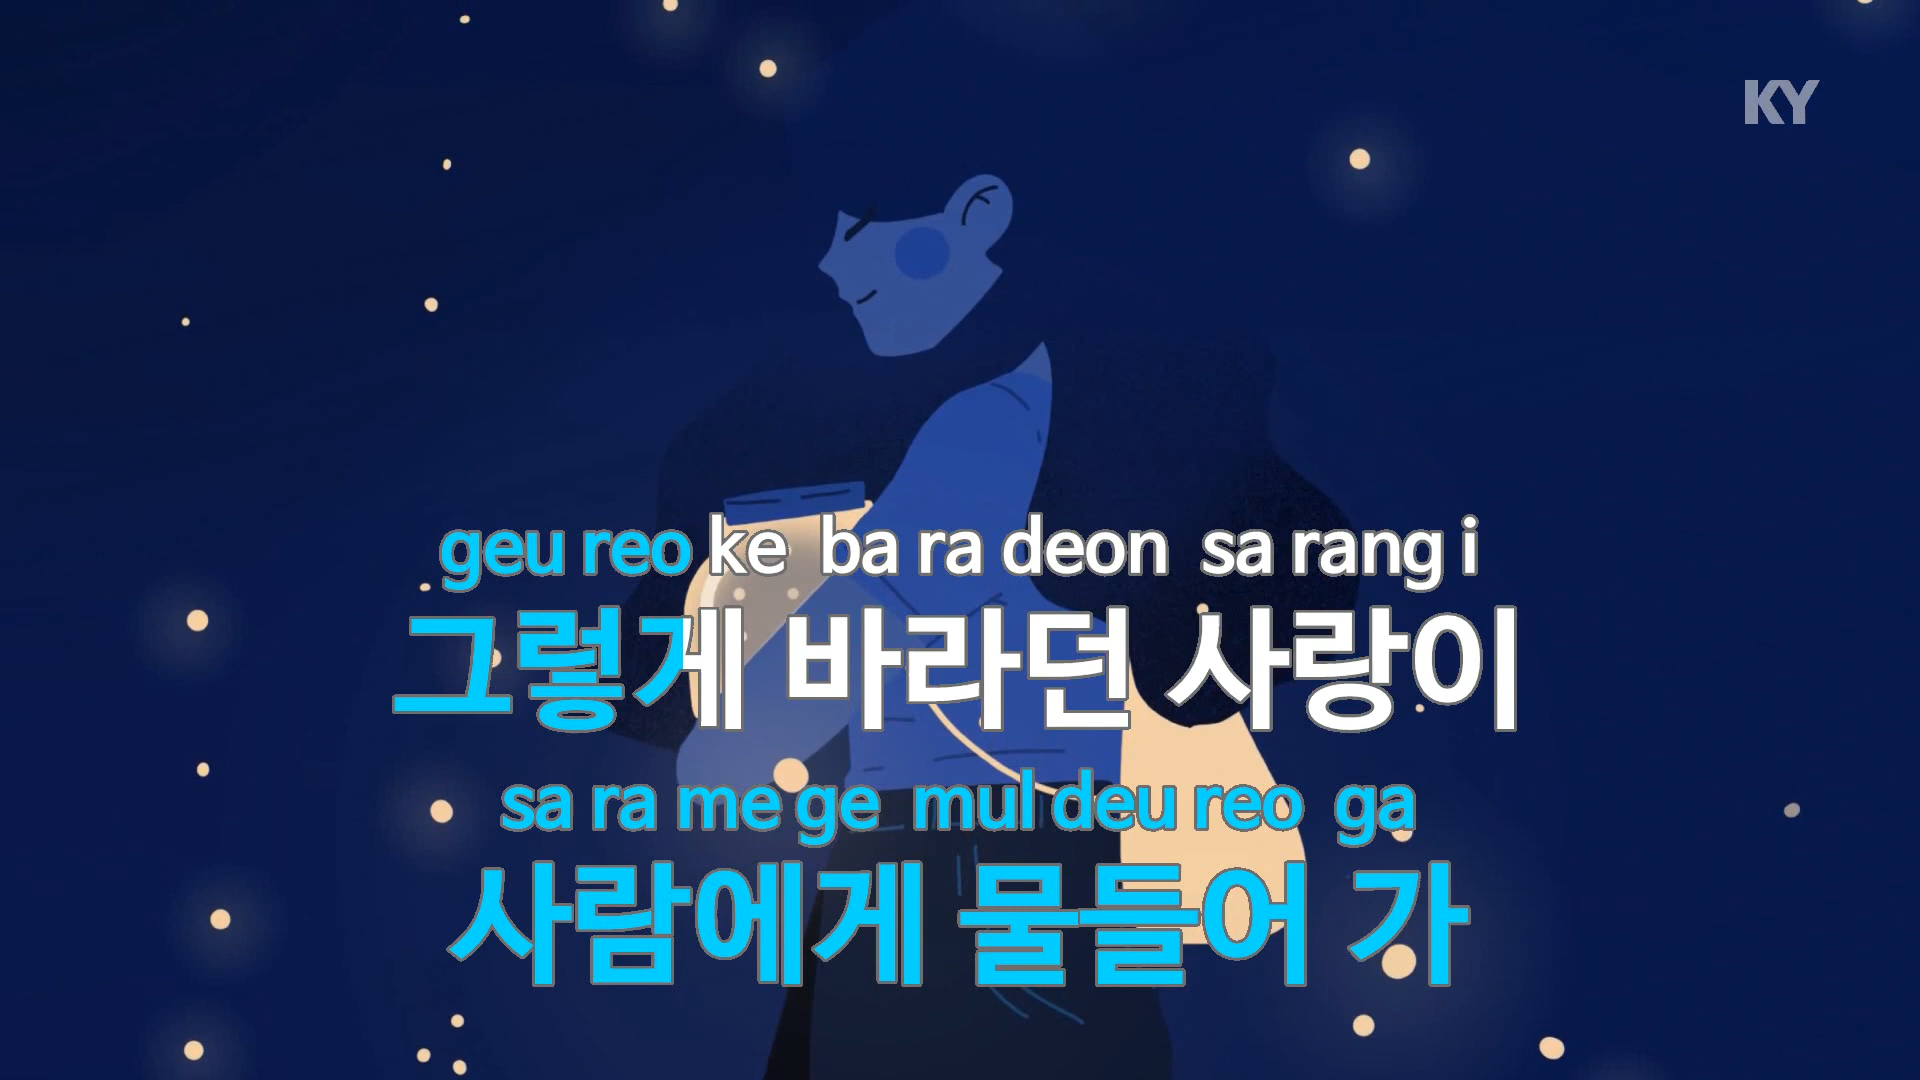 KY
geu reo ke ba ra deon sa rang i
그렇게 바라던 사랑이
sa ra me ge mul deu reo ga
사람에게 물들어 가